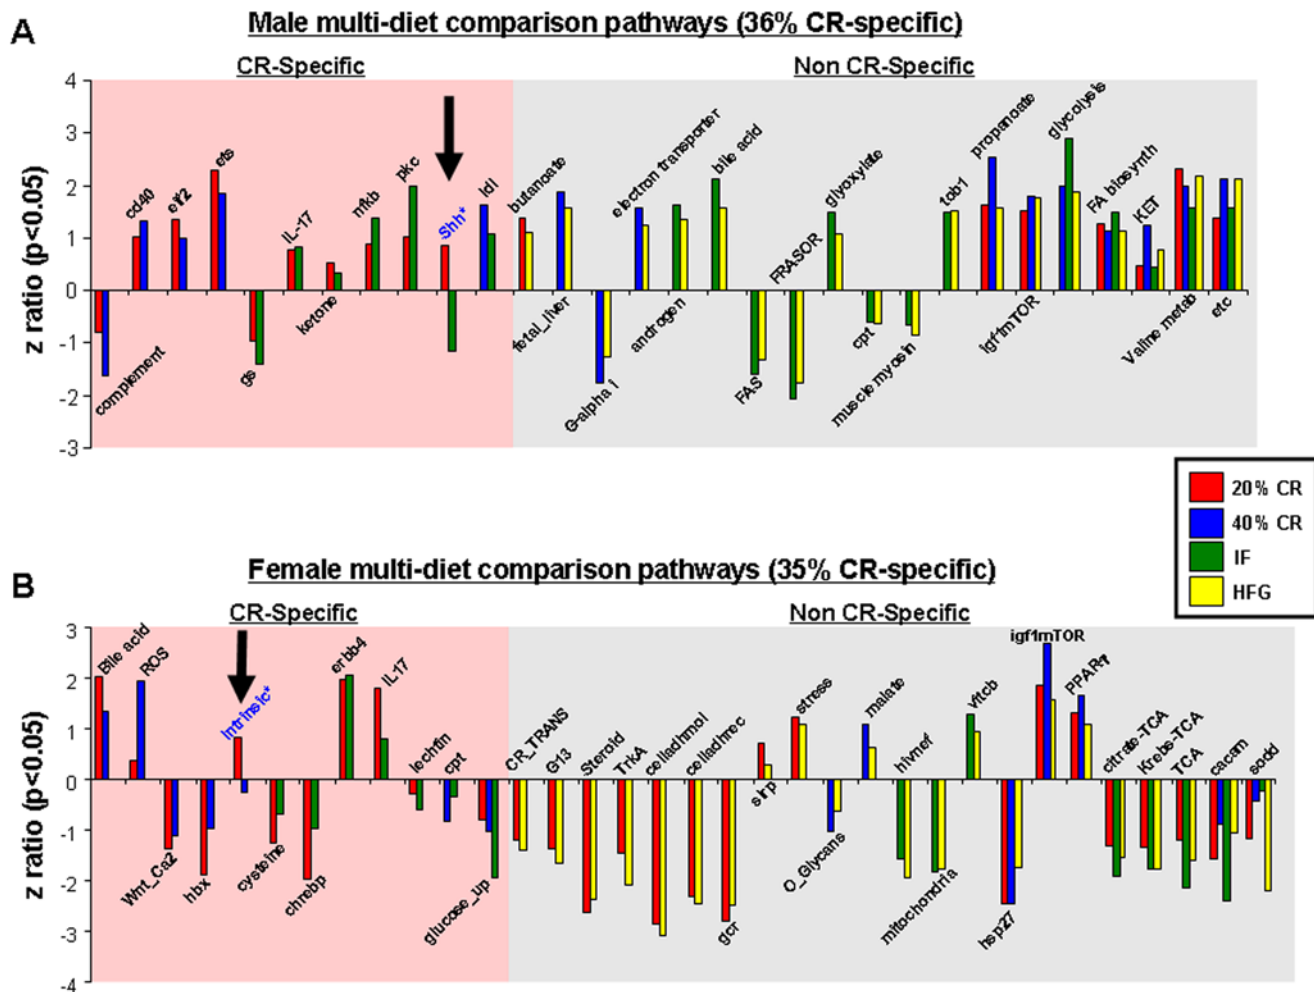 A
Male multi-diet comparison pathways (36% CR-specific)
CR-Specific
Non CR-Specific
z ratio (p<0.05)
4
3
2
1
0
-1
-2
-3
complement
cd40
eif2
ets
gs
IL-17
ketone
nfkb
pkc
Shh*
ldl
butanoate
fetal_liver
G-alpha i
electron transporter
androgen
bile acid
FAS
FRASOR
glyoxylate
cpt
muscle myosin
tob1
propanoate
igf1mTOR
glycolysis
FA biosynth
KET
Valine metab
etc
20% CR
40% CR
IF
HFG
B
Female multi-diet comparison pathways (35% CR-specific)
CR-Specific
Non CR-Specific
z ratio (p<0.05)
3
2
1
0
-1
-2
-3
-4
Bile acid
ROS
Wnt_Ca2
hbx
Intrinsic*
cysteine
chrebp
erbb4
IL17
lechtin
cpt
glucose_up
CR_TRANS
G13
Steroid
TrkA
celladhmol
celladhrec
gcr
slrp
stress
O_Glycans
malate
hivnef
mitochondria
vftcb
hsp27
igf1mTOR
citrate-TCA
Krebs-TCA
TCA
cacam
sodd